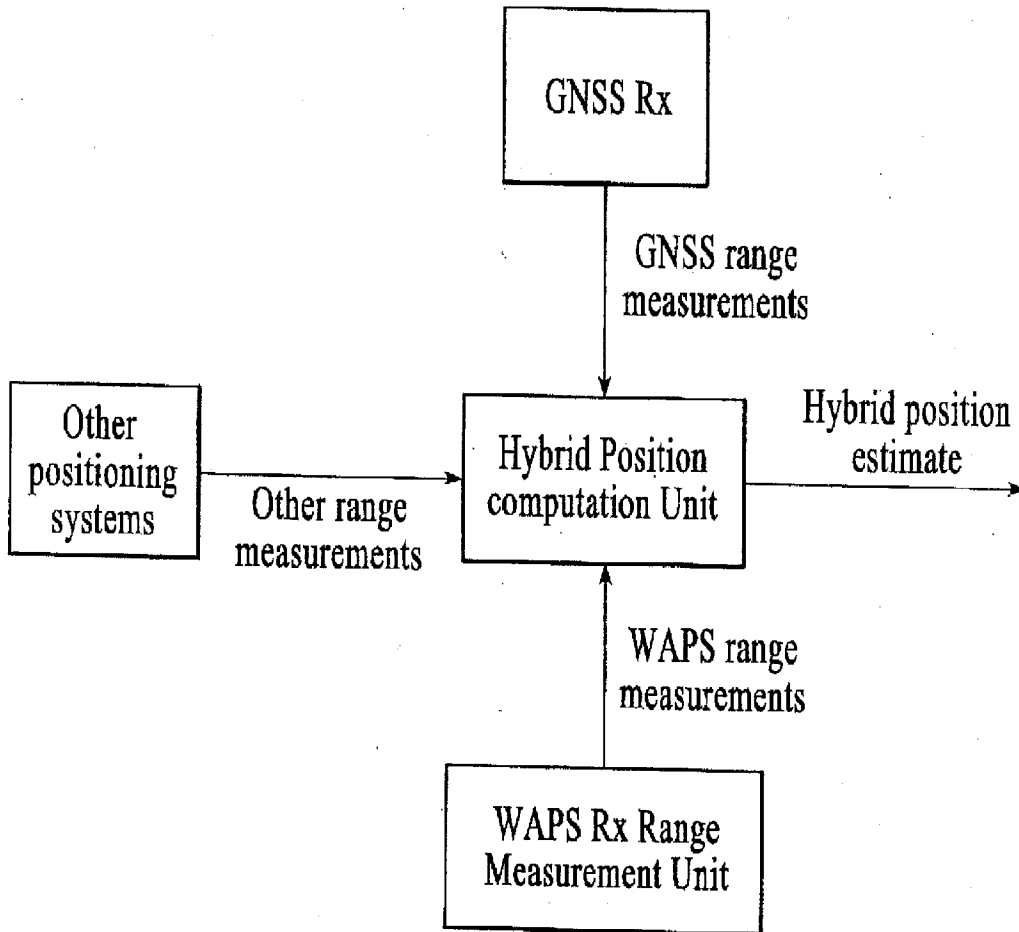 GNSS Rx
GNSS range
measurements
Other
positioning
systems
Other range
measurements
Hybrid Position
computation Unit
Hybrid position
estimate
WAPS range
measurements
WAPS Rx Range
Measurement Unit